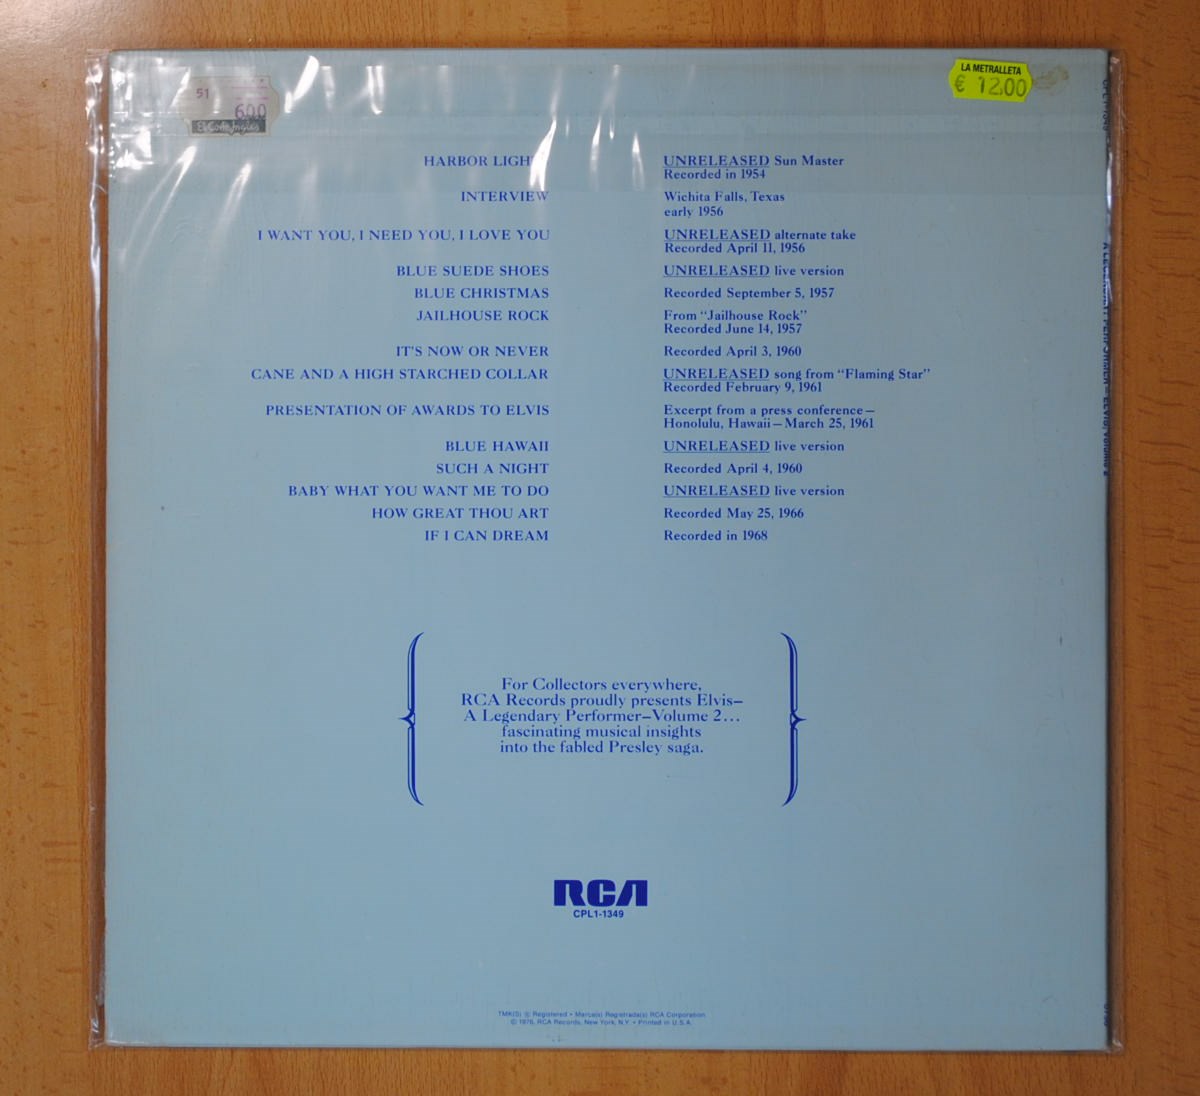 LA METRALLETA
€ 12.00
51
600
El Corte Inglés
HARBOR LIGH UNRELEASED Sun Master
Recorded in 1954
INTERVIEW Wichita Falls, Texas
early 1956
I WANT YOU, I NEED YOU, I LOVE YOU UNRELEASED alternate take
Recorded April 11, 1956
BLUE SUEDE SHOES UNRELEASED live version
BLUE CHRISTMAS Recorded September 5, 1957
JAILHOUSE ROCK From “Jailhouse Rock”
Recorded June 14, 1957
IT'S NOW OR NEVER Recorded April 3, 1960
CANE AND A HIGH STARCHED COLLAR UNRELEASED song from “Flaming Star”
Recorded February 9, 1961
PRESENTATION OF AWARDS TO ELVIS Excerpt from a press conference—
Honolulu, Hawaii—March 25, 1961
BLUE HAWAII UNRELEASED live version
SUCH A NIGHT Recorded April 4, 1960
BABY WHAT YOU WANT ME TO DO UNRELEASED live version
HOW GREAT THOU ART Recorded May 25, 1966
IF I CAN DREAM Recorded in 1968
For Collectors everywhere,
RCA Records proudly presents Elvis—
A Legendary Performer—Volume 2...
fascinating musical insights
into the fabled Presley saga.
RCA
CPL1-1349
TMK(S) ® Registered • Marca(s) Registrada(s) RCA Corporation
© 1976, RCA Records, New York, N.Y. • Printed in U.S.A.